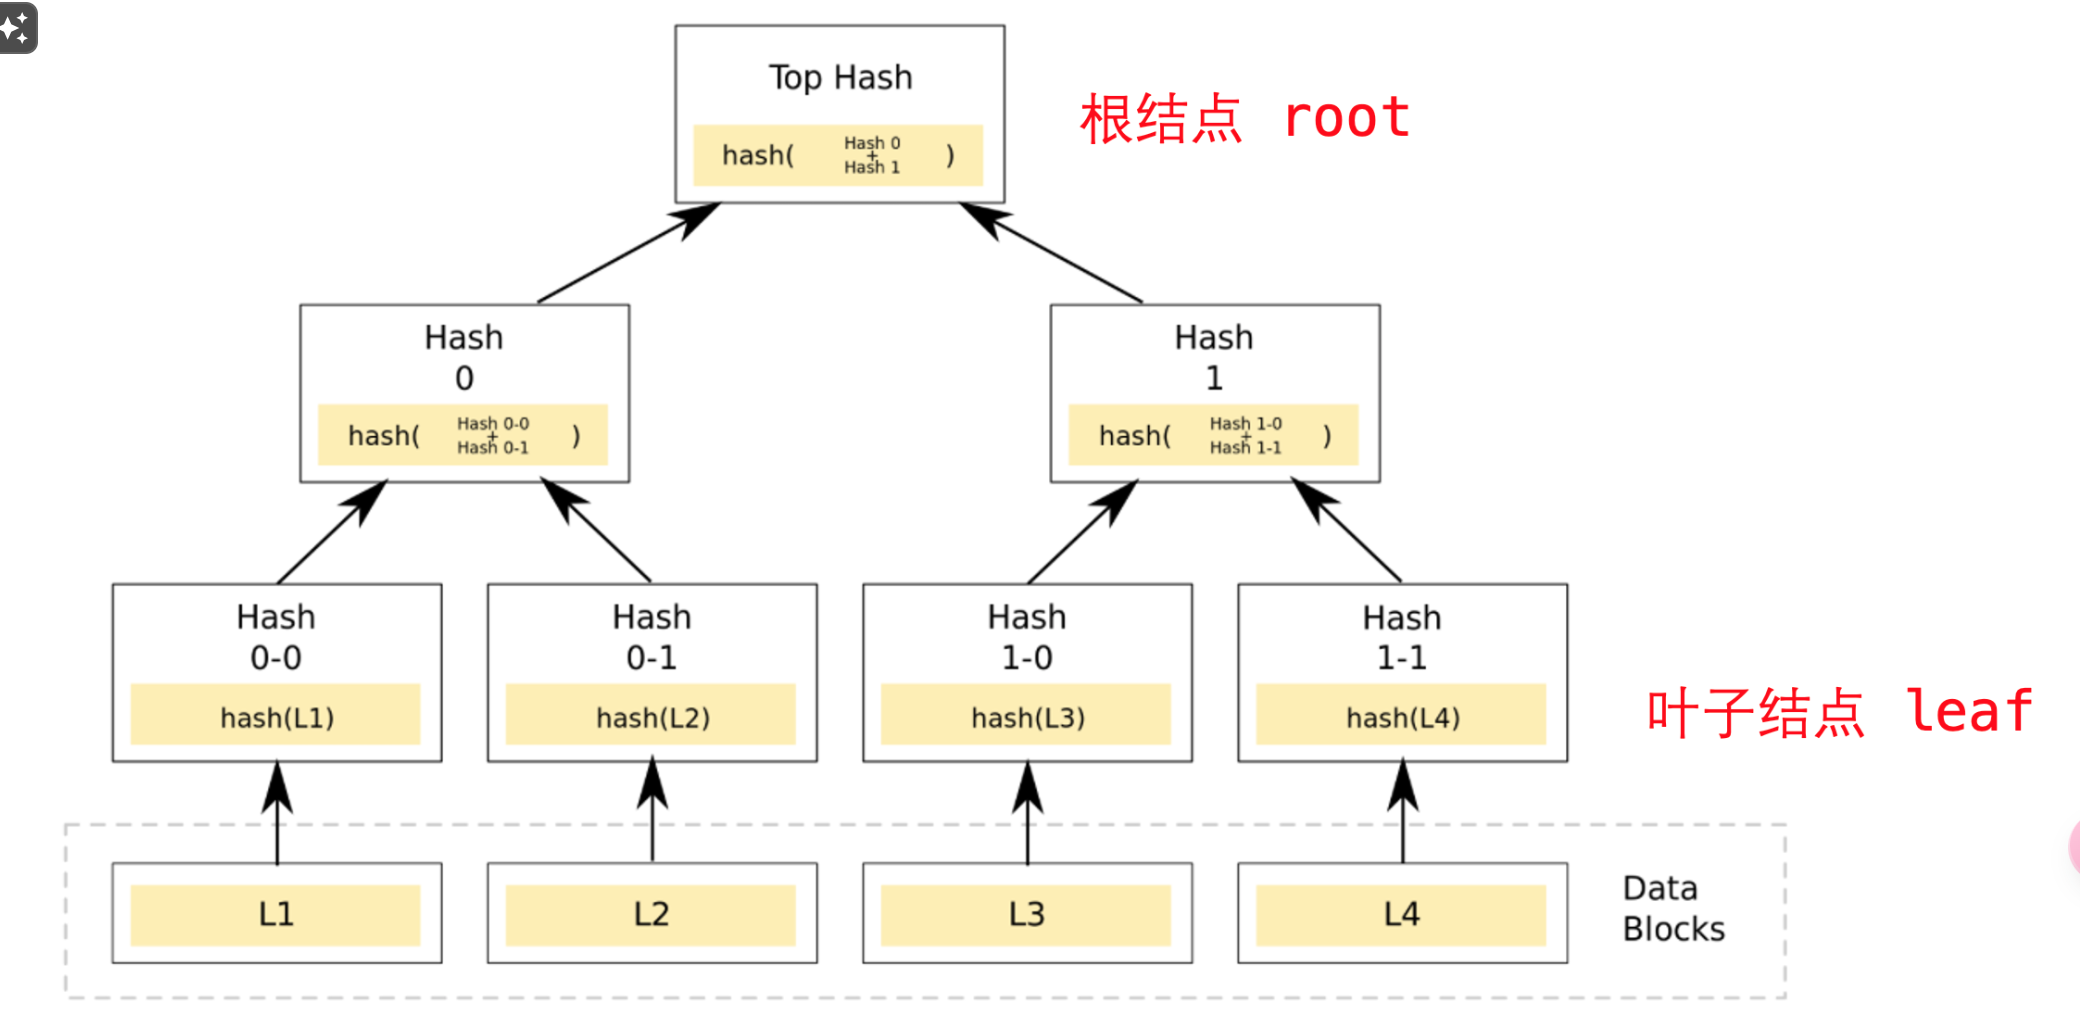 Top Hash
hash( Hash 0 + Hash 1 )
根结点 root
Hash
0
hash( Hash 0-0 + Hash 0-1 )
Hash
1
hash( Hash 1-0 + Hash 1-1 )
Hash
0-0
hash(L1)
Hash
0-1
hash(L2)
Hash
1-0
hash(L3)
Hash
1-1
hash(L4)
叶子结点 leaf
L1
L2
L3
L4
Data
Blocks